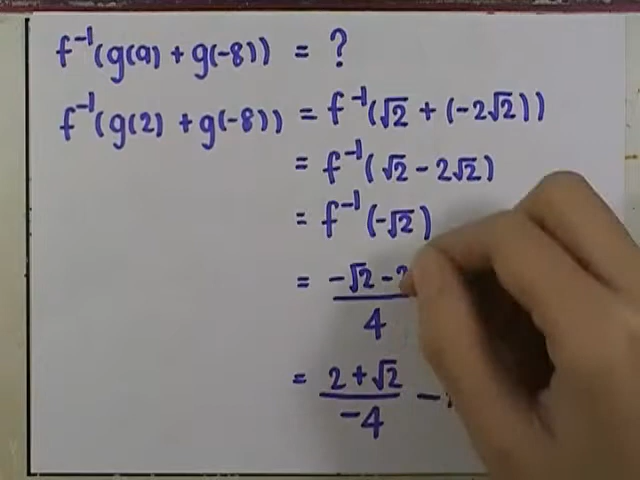 f⁻¹(g(a) + g(-8)) = ?
f⁻¹(g(2) + g(-8)) = f⁻¹(√2 + (-2√2))
= f⁻¹(√2 - 2√2)
= f⁻¹(-√2)
= (-√2 - 2)/4
= (2 + √2)/-4 -